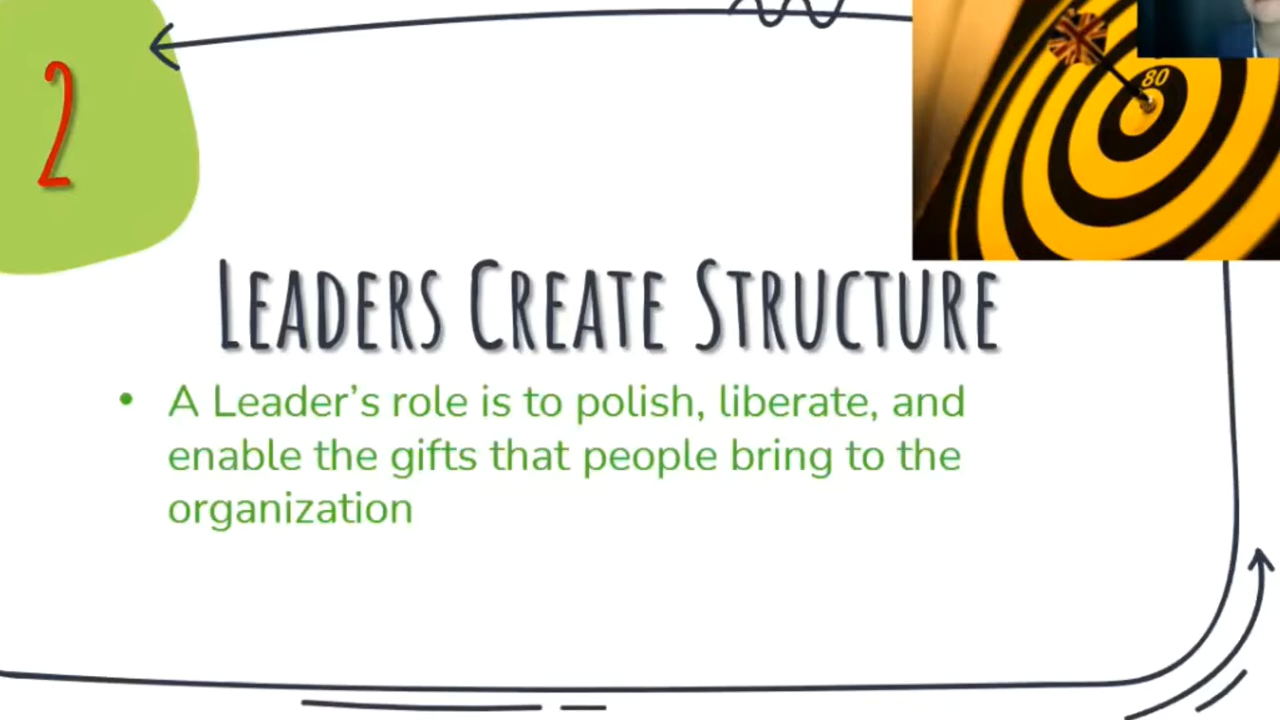 2
80
Leaders Create Structure
• A Leader’s role is to polish, liberate, and
enable the gifts that people bring to the
organization